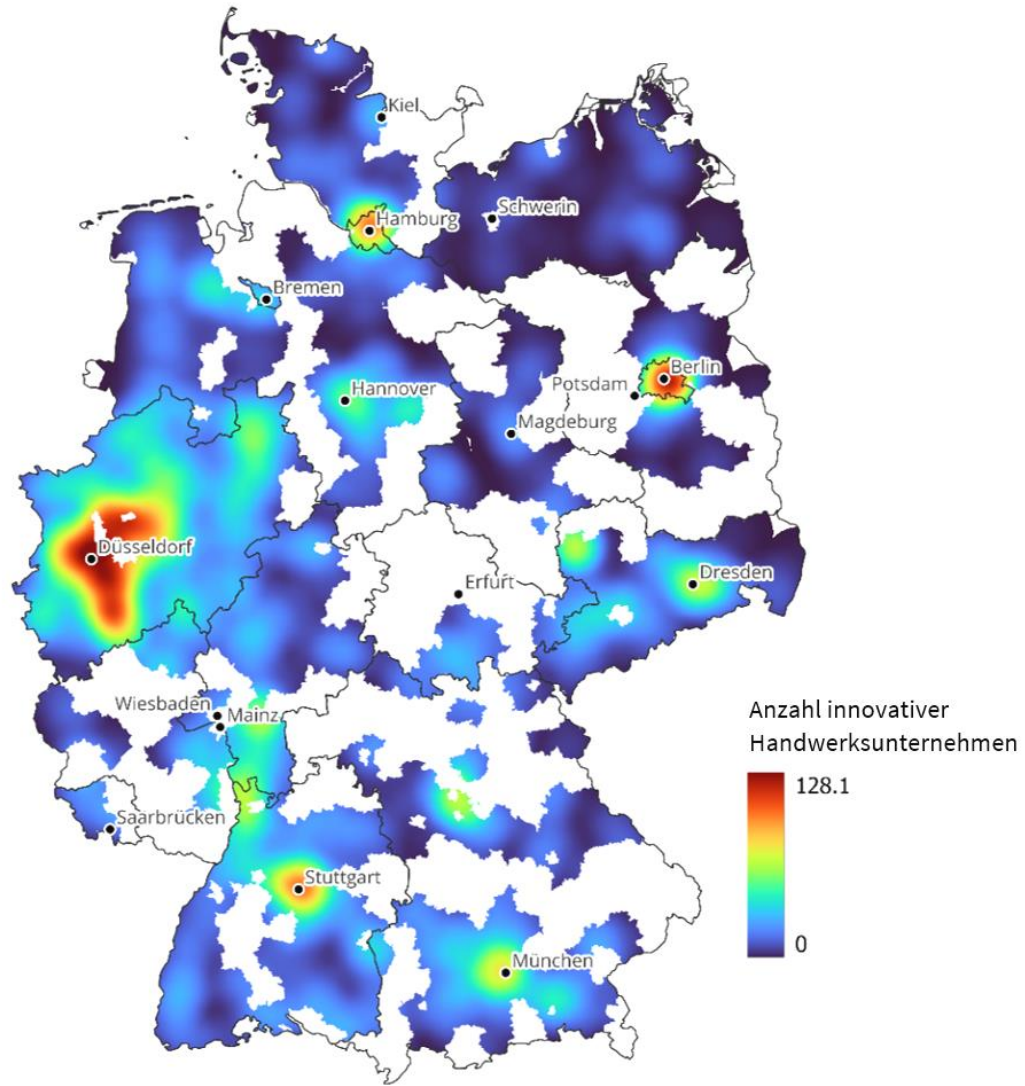 Kiel
Schwerin
Hamburg
Bremen
Berlin
Potsdam
Hannover
Magdeburg
Düsseldorf
Dresden
Erfurt
Wiesbaden
Mainz
Anzahl innovativer
Handwerksunternehmen
128.1
Saarbrücken
Stuttgart
0
München